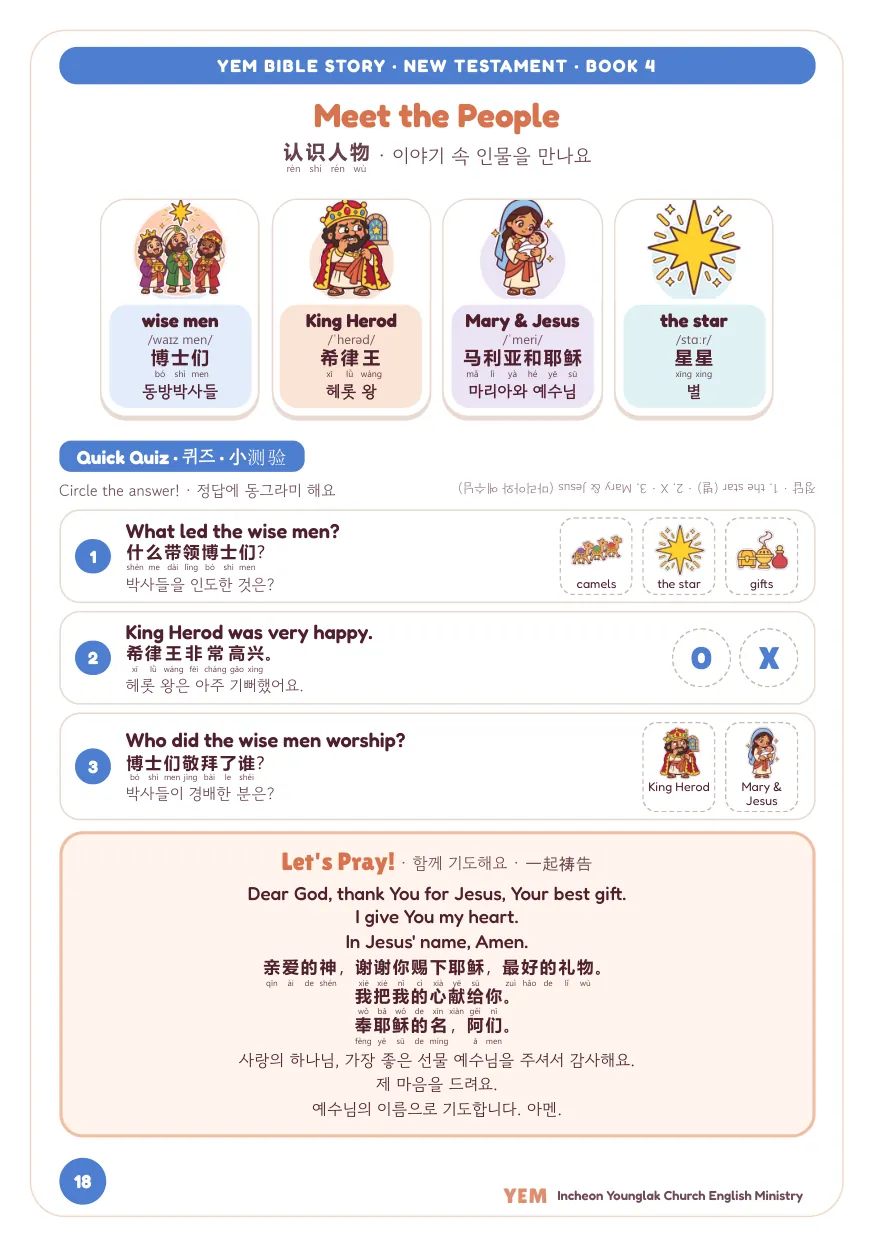 YEM BIBLE STORY · NEW TESTAMENT · BOOK 4
Meet the People
认识人物 · 이야기 속 인물을 만나요
rèn shi rén wù
wise men
/waɪz men/
博士们
bó shì men
동방박사들
King Herod
/ˈherəd/
希律王
xī lǜ wáng
헤롯 왕
Mary & Jesus
/ˈmeri/
马利亚和耶稣
mǎ lì yà hé yē sū
마리아와 예수님
the star
/stɑːr/
星星
xīng xing
별
Quick Quiz · 퀴즈 · 小测验
Circle the answer! · 정답에 동그라미 해요
정답 · 1. the star (별) · 2. X · 3. Mary & Jesus (마리아와 예수님)
1
What led the wise men?
什么带领博士们?
shén me dài lǐng bó shì men
박사들을 인도한 것은?
camels
the star
gifts
2
King Herod was very happy.
希律王非常高兴。
xī lǜ wáng fēi cháng gāo xìng
헤롯 왕은 아주 기뻐했어요.
O
X
3
Who did the wise men worship?
博士们敬拜了谁?
bó shì men jìng bài le shéi
박사들이 경배한 분은?
King Herod
Mary &
Jesus
Let's Pray! · 함께 기도해요 · 一起祷告
Dear God, thank You for Jesus, Your best gift.
I give You my heart.
In Jesus' name, Amen.
亲爱的神，谢谢你赐下耶稣，最好的礼物。
qīn ài de shén xiè xiè nǐ cì xià yē sū zuì hǎo de lǐ wù
我把我的心献给你。
wǒ bǎ wǒ de xīn xiàn gěi nǐ
奉耶稣的名，阿们。
fèng yē sū de míng ā men
사랑의 하나님, 가장 좋은 선물 예수님을 주셔서 감사해요.
제 마음을 드려요.
예수님의 이름으로 기도합니다. 아멘.
18
YEM Incheon Younglak Church English Ministry